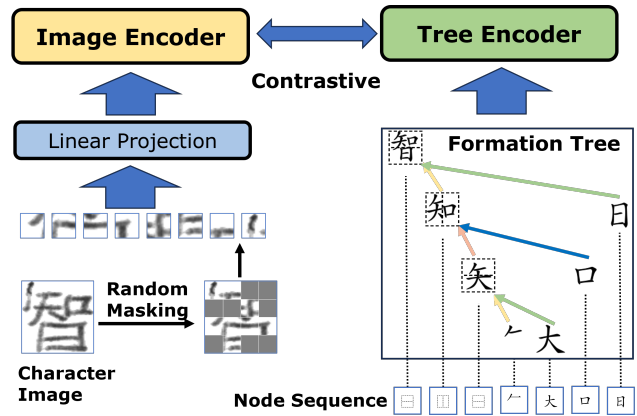 Image Encoder
Tree Encoder
Contrastive
Linear Projection
Formation Tree
智
知
日
矢
口
𠂉
大
智
Random
Masking
Character
Image
Node Sequence
𠂉 大 口 日